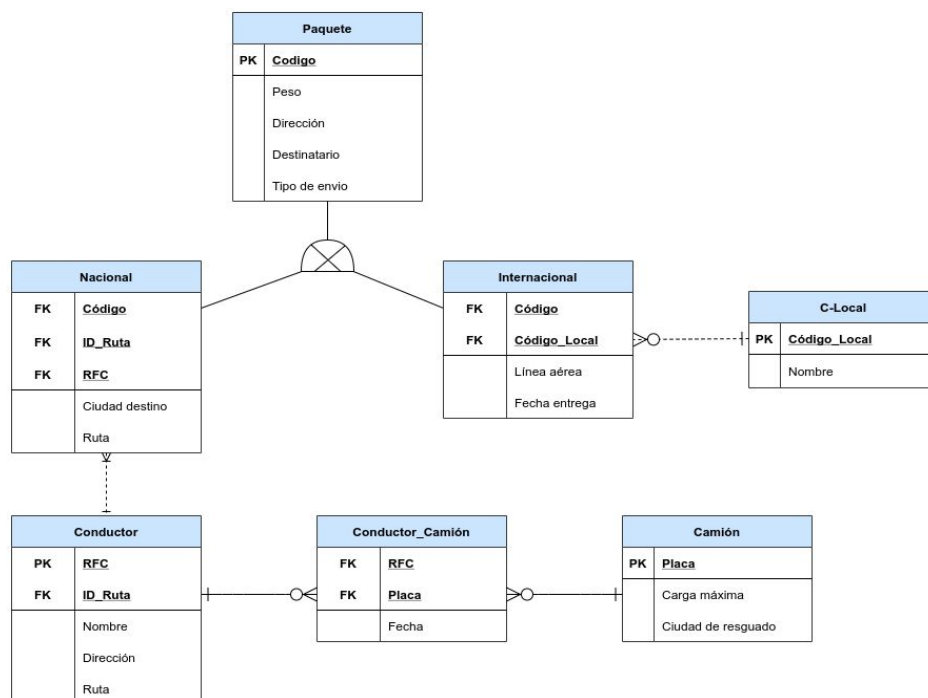 Paquete
PK Codigo
Peso
Dirección
Destinatario
Tipo de envio
Nacional
FK Código
FK ID_Ruta
FK RFC
Ciudad destino
Ruta
Internacional
FK Código
FK Código_Local
Línea aérea
Fecha entrega
C-Local
PK Código_Local
Nombre
Conductor
PK RFC
FK ID_Ruta
Nombre
Dirección
Ruta
Conductor_Camión
FK RFC
FK Placa
Fecha
Camión
PK Placa
Carga máxima
Ciudad de resguado